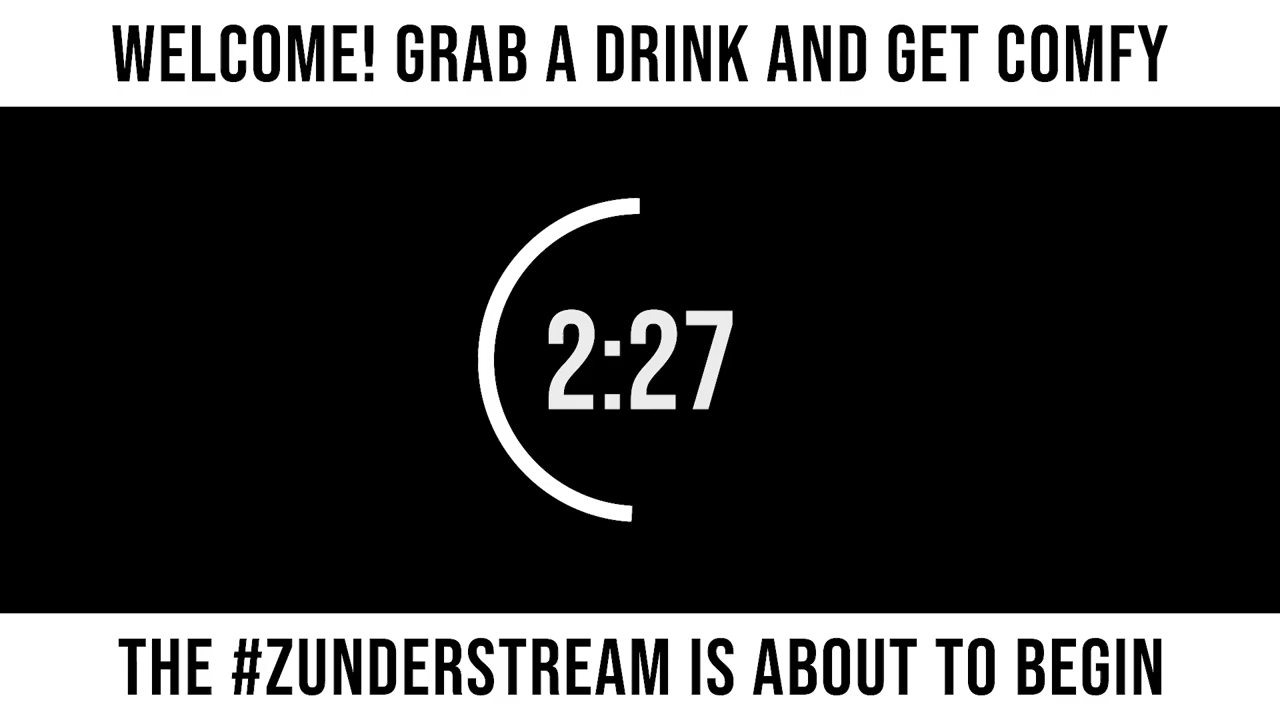 WELCOME! GRAB A DRINK AND GET COMFY
2:27
THE #ZUNDERSTREAM IS ABOUT TO BEGIN